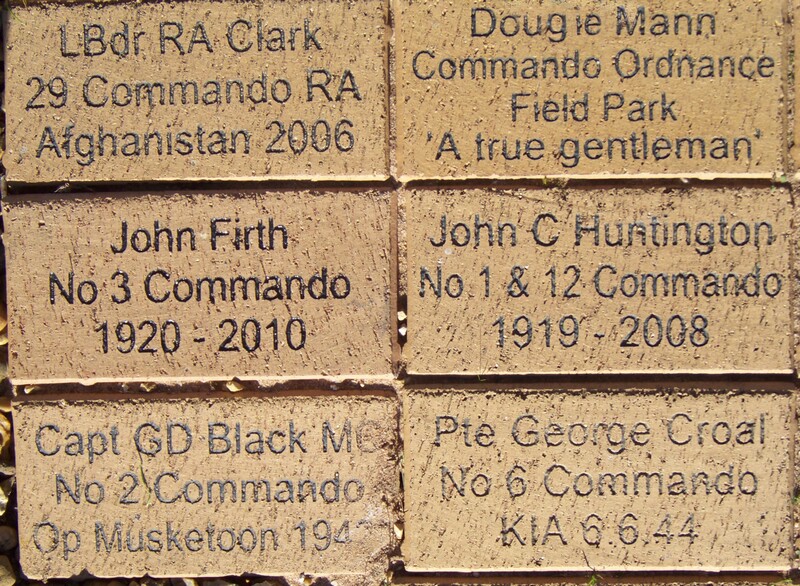 LBdr RA Clark
29 Commando RA
Afghanistan 2006
Dougie Mann
Commando Ordnance
Field Park
'A true gentleman'
John Firth
No 3 Commando
1920 - 2010
John C Huntington
No 1 & 12 Commando
1919 - 2008
Capt GD Black MC
No 2 Commando
Op Musketoon
Pte George Croal
No 6 Commando
KIA 6.6.44